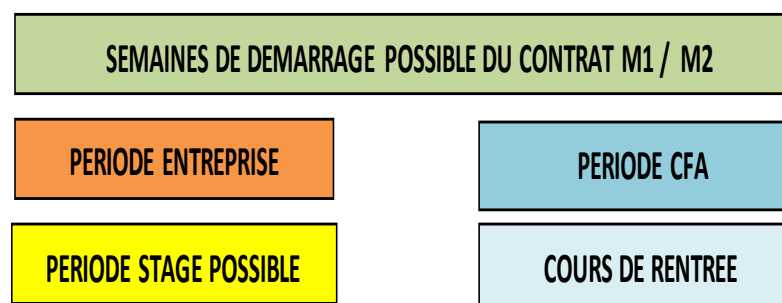 SEMAINES DE DEMARRAGE POSSIBLE DU CONTRAT M1 / M2
PERIODE ENTREPRISE
PERIODE CFA
PERIODE STAGE POSSIBLE
COURS DE RENTREE